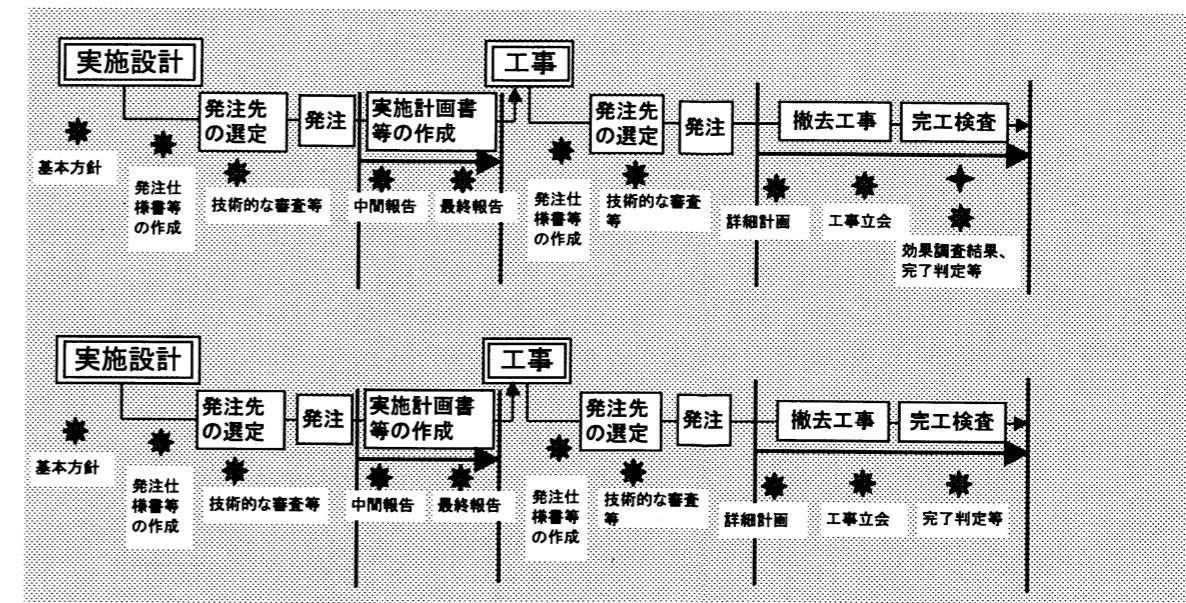 実施設計
工事
発注先
の選定
発注
実施計画書
等の作成
発注先
の選定
発注
撤去工事
完工検査
基本方針
発注仕
様書等
の作成
技術的な審査等
中間報告
最終報告
発注仕
様書等
の作成
技術的な審査
等
詳細計画
工事立会
効果調査結果、
完了判定等
実施設計
工事
発注先
の選定
発注
実施計画書
等の作成
発注先
の選定
発注
撤去工事
完工検査
基本方針
発注仕
様書等
の作成
技術的な審査等
中間報告
最終報告
発注仕
様書等
の作成
技術的な審査
等
詳細計画
工事立会
完了判定等